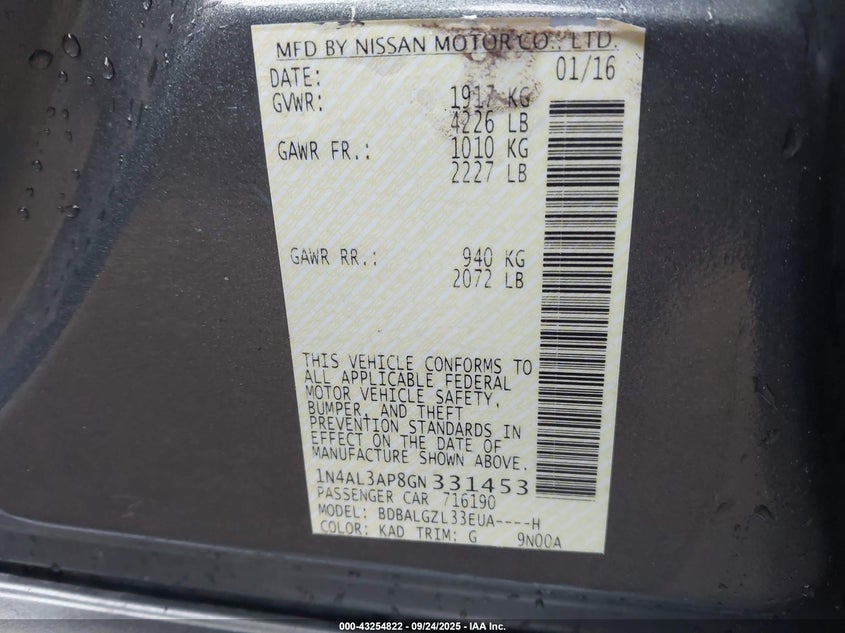 MFD BY NISSAN MOTOR CO., LTD.
DATE: 01/16
GVWR: 1917 KG
4226 LB
GAWR FR.: 1010 KG
2227 LB
GAWR RR.: 940 KG
2072 LB
THIS VEHICLE CONFORMS TO
ALL APPLICABLE FEDERAL
MOTOR VEHICLE SAFETY,
BUMPER, AND THEFT
PREVENTION STANDARDS IN
EFFECT ON THE DATE OF
MANUFACTURE SHOWN ABOVE.
1N4AL3AP8GN331453
PASSENGER CAR 716190
MODEL: BDBALGZL33EUA----H
COLOR: KAD TRIM: G 9N00A
000-43254822 - 09/24/2025 - IAA Inc.